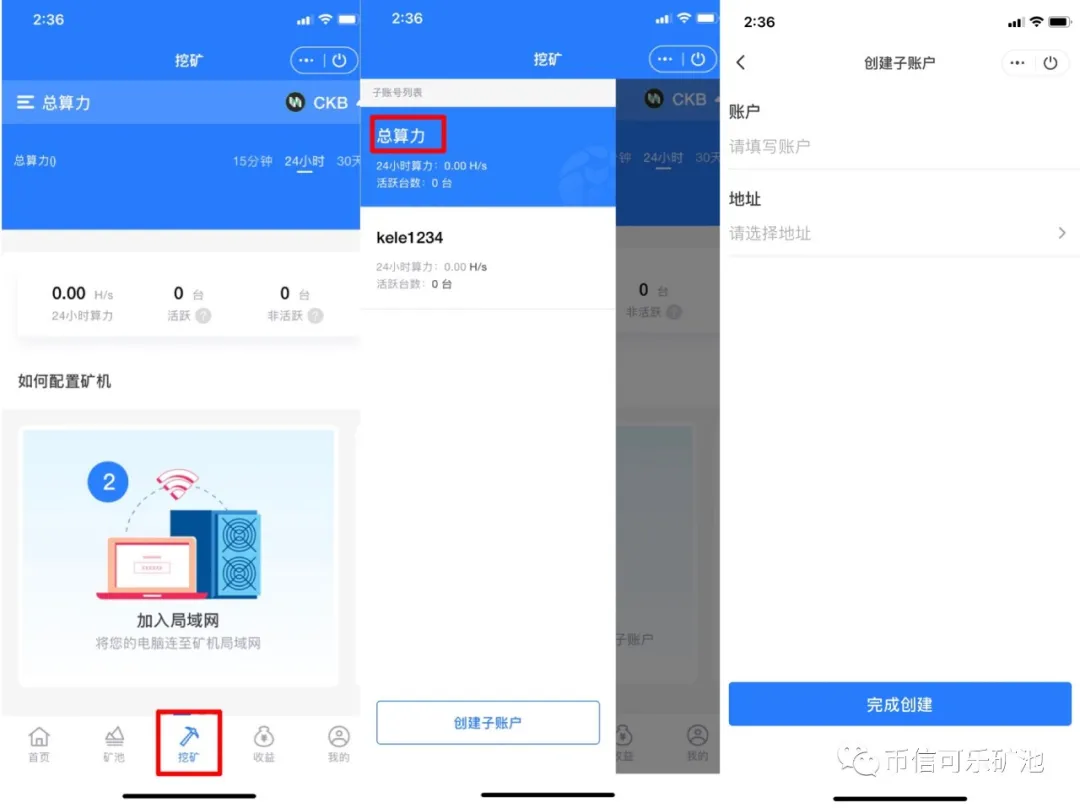 2:36
挖矿
总算力
CKB
总算力()
15分钟
24小时
30天
0.00 H/s
24小时算力
0 台
活跃 ?
0 台
非活跃 ?
如何配置矿机
2
加入局域网
将您的电脑连至矿机局域网
首页
矿池
挖矿
收益
我的
2:36
挖矿
子账号列表
总算力
24小时算力: 0.00 H/s
活跃台数: 0 台
kele1234
24小时算力: 0.00 H/s
活跃台数: 0 台
创建子账户
CKB
钟
24小时
30天
0 台
非活跃 ?
子账户
收益
我的
2:36
创建子账户
账户
请填写账户
地址
请选择地址
完成创建
币信可乐矿池